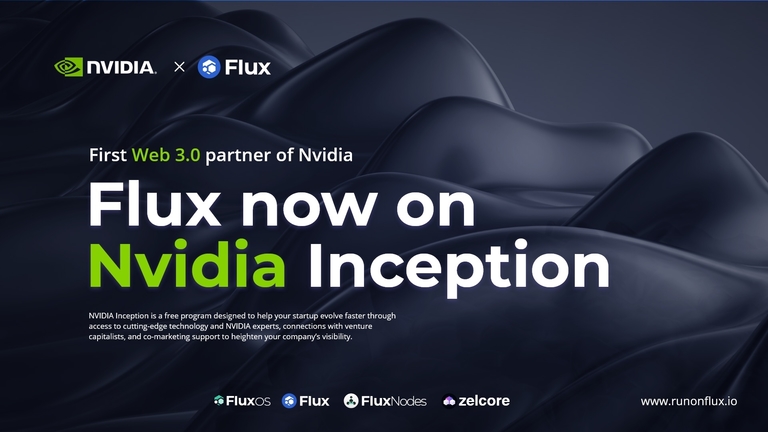 NVIDIA. × Flux
First Web 3.0 partner of Nvidia
Flux now on
Nvidia Inception
NVIDIA Inception is a free program designed to help your startup evolve faster through
access to cutting-edge technology and NVIDIA experts, connections with venture
capitalists, and co-marketing support to heighten your company's visibility.
FluxOS Flux FluxNodes zelcore www.runonflux.io